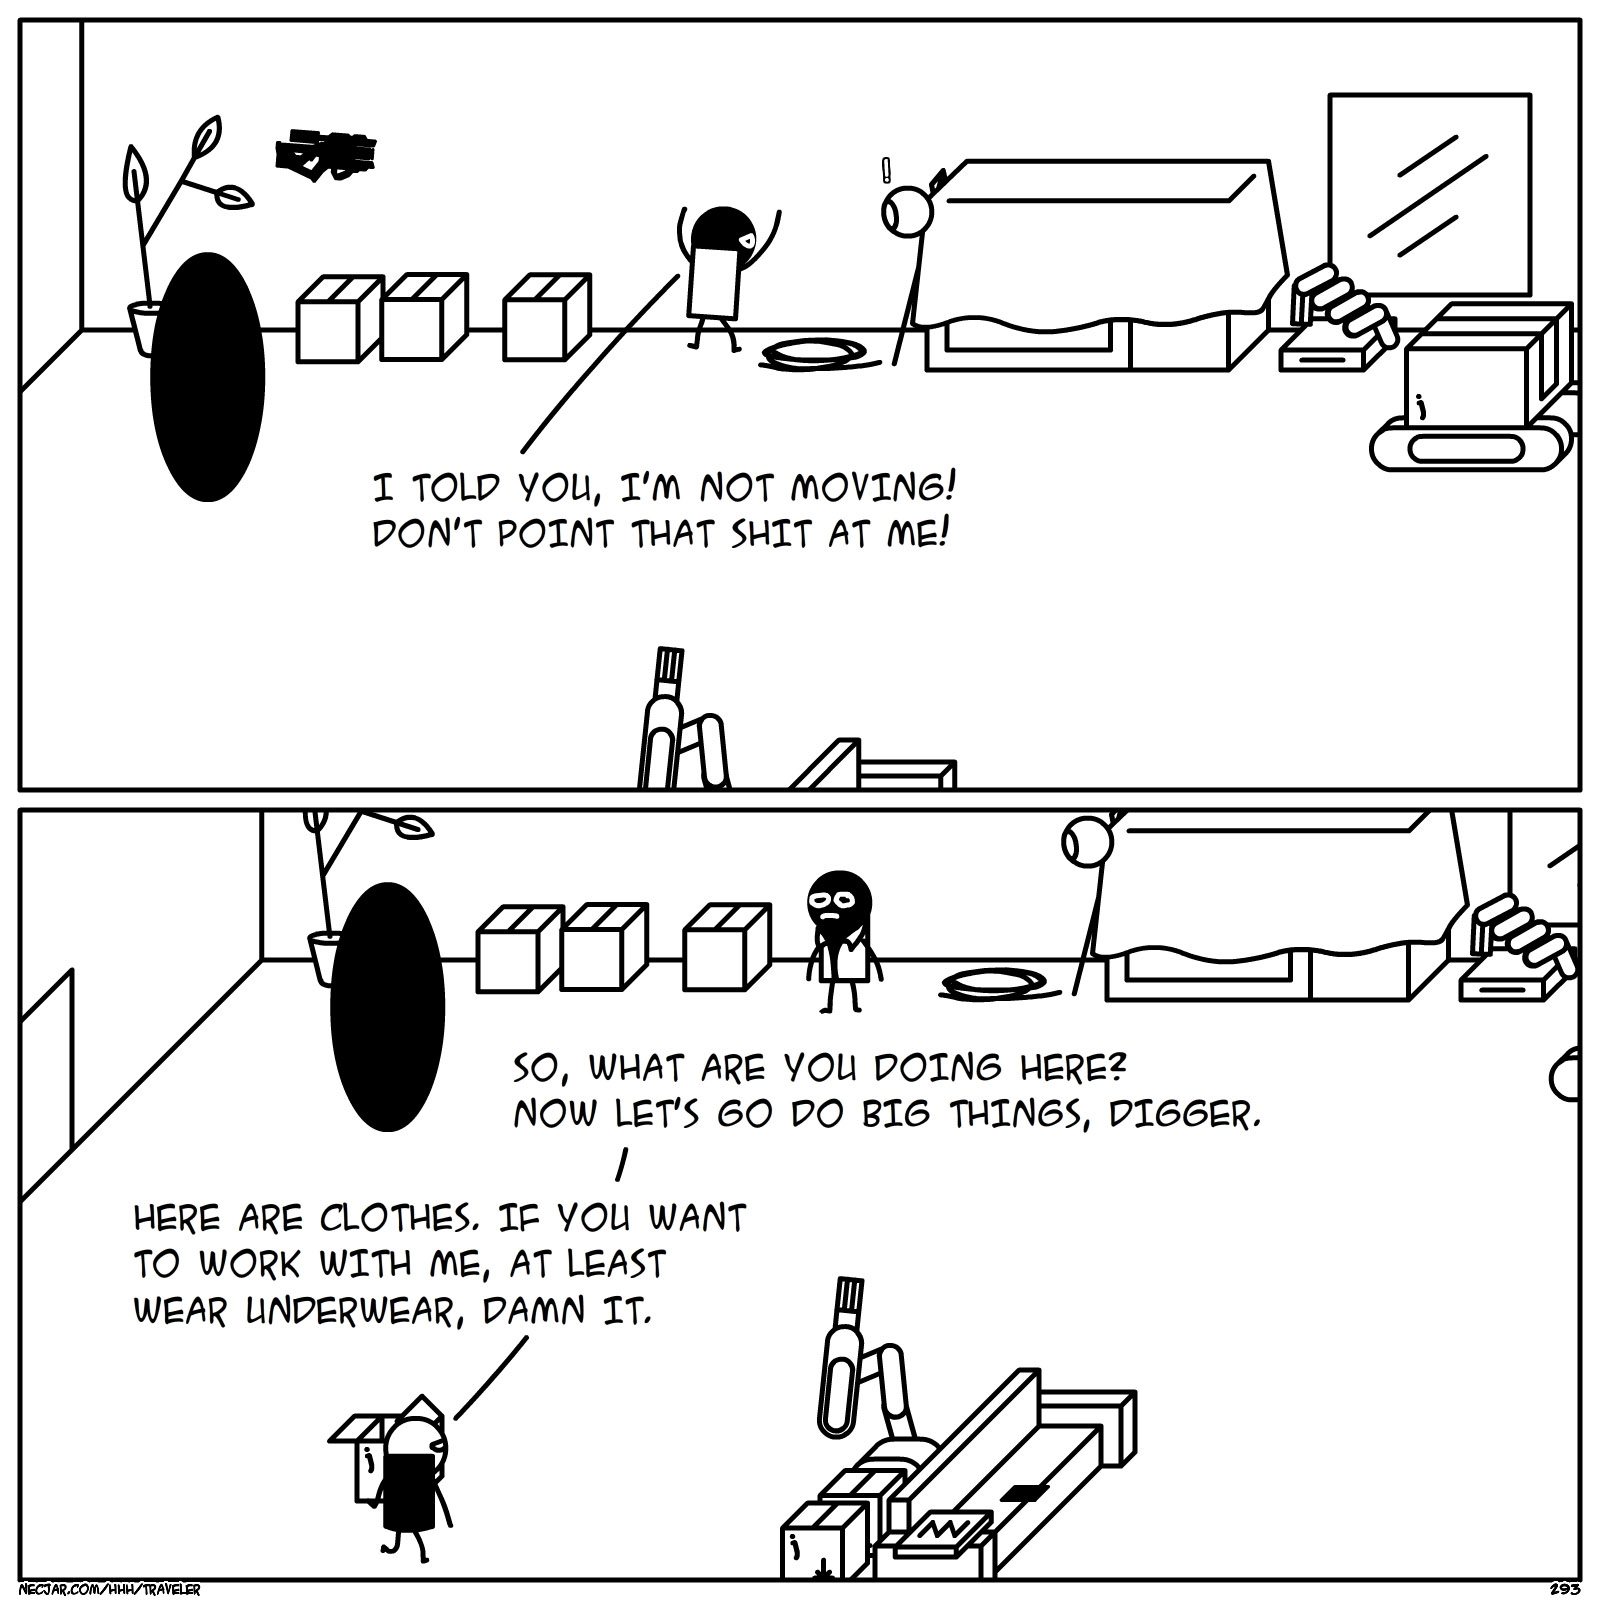 !
I TOLD YOU, I'M NOT MOVING!
DON'T POINT THAT SHIT AT ME!
SO, WHAT ARE YOU DOING HERE?
NOW LET'S GO DO BIG THINGS, DIGGER.
HERE ARE CLOTHES. IF YOU WANT
TO WORK WITH ME, AT LEAST
WEAR UNDERWEAR, DAMN IT.
NECJAR.COM/HHH/TRAVELER
293